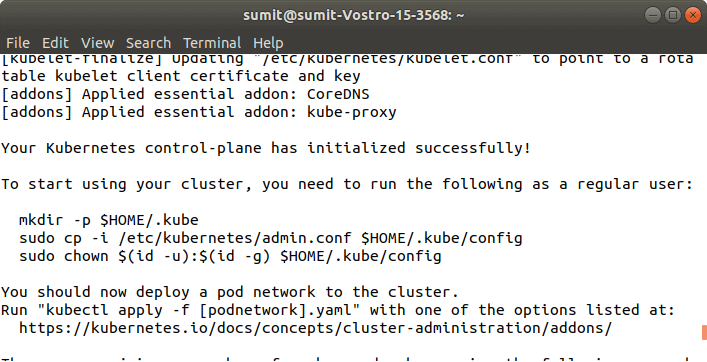 sumit@sumit-Vostro-15-3568: ~
File Edit View Search Terminal Help
[kubelet-finalize] Updating "/etc/kubernetes/kubelet.conf" to point to a rota
table kubelet client certificate and key
[addons] Applied essential addon: CoreDNS
[addons] Applied essential addon: kube-proxy
Your Kubernetes control-plane has initialized successfully!
To start using your cluster, you need to run the following as a regular user:
mkdir -p $HOME/.kube
sudo cp -i /etc/kubernetes/admin.conf $HOME/.kube/config
sudo chown $(id -u):$(id -g) $HOME/.kube/config
You should now deploy a pod network to the cluster.
Run "kubectl apply -f [podnetwork].yaml" with one of the options listed at:
https://kubernetes.io/docs/concepts/cluster-administration/addons/